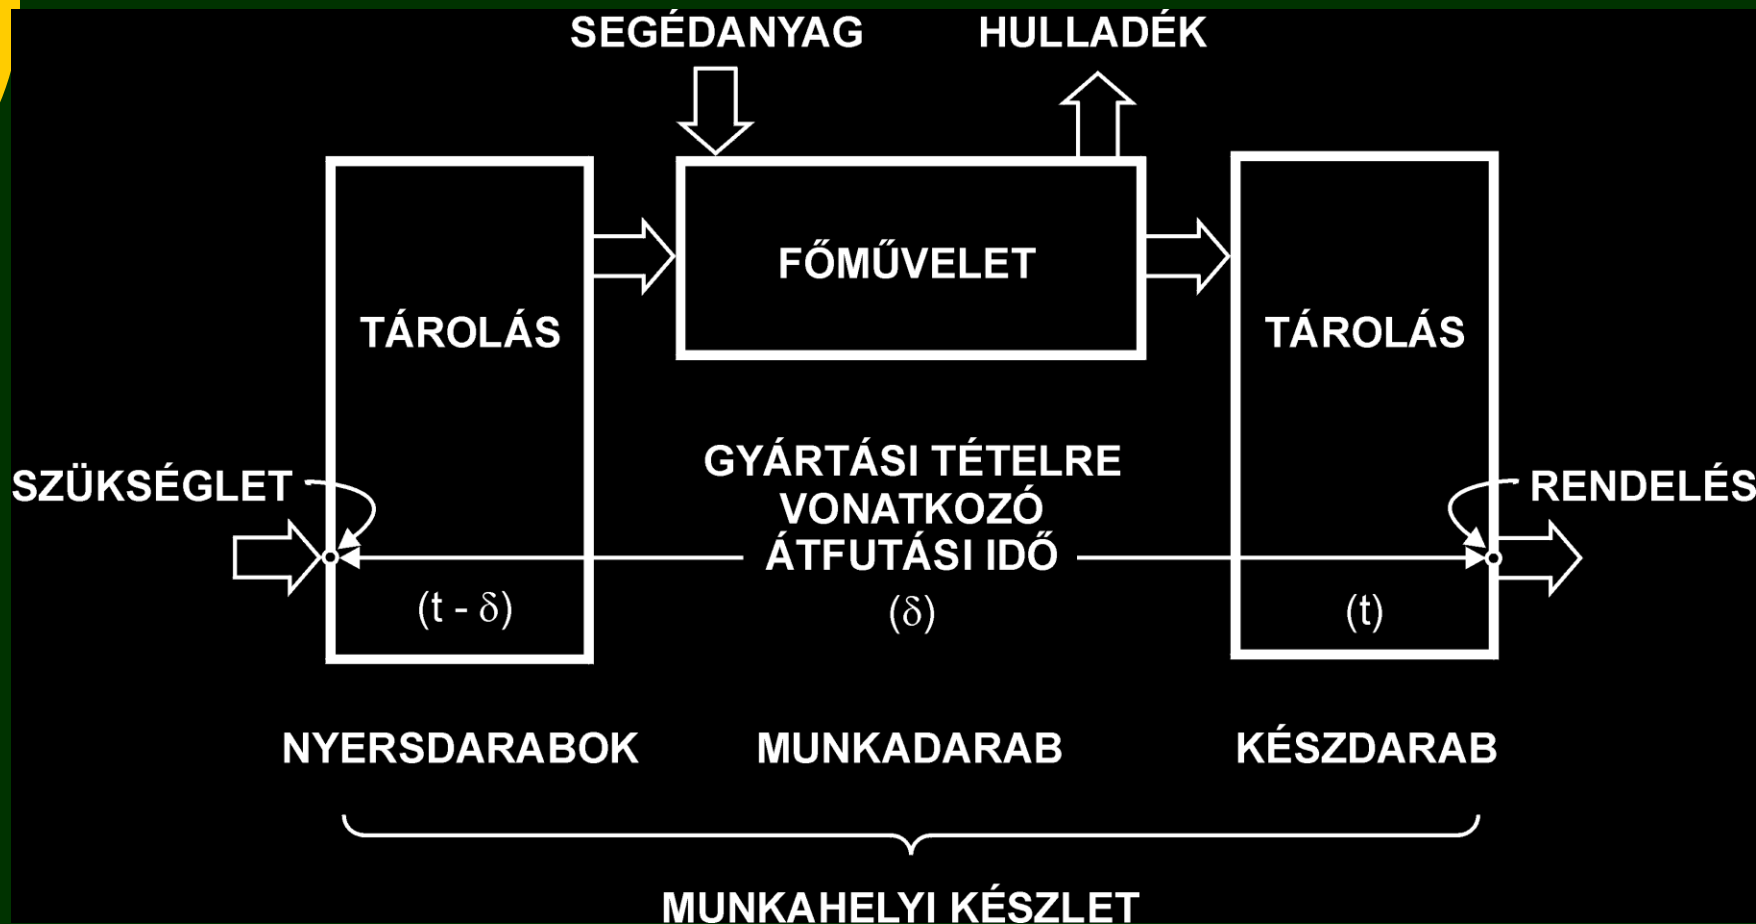 SEGÉDANYAG HULLADÉK
FŐMŰVELET
TÁROLÁS TÁROLÁS
GYÁRTÁSI TÉTELRE
SZÜKSÉGLET VONATKOZÓ RENDELÉS
ÁTFUTÁSI IDŐ
(t - δ) (δ) (t)
NYERSDARABOK MUNKADARAB KÉSZDARAB
MUNKAHELYI KÉSZLET